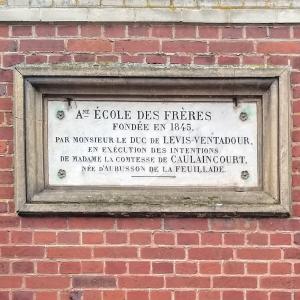 ANE ÉCOLE DES FRÈRES
FONDÉE EN 1845,
PAR MONSIEUR LE DUC DE LÉVIS-VENTADOUR,
EN EXÉCUTION DES INTENTIONS
DE MADAME LA COMTESSE DE CAULAINCOURT,
NÉE D'AUBUSSON DE LA FEUILLADE.